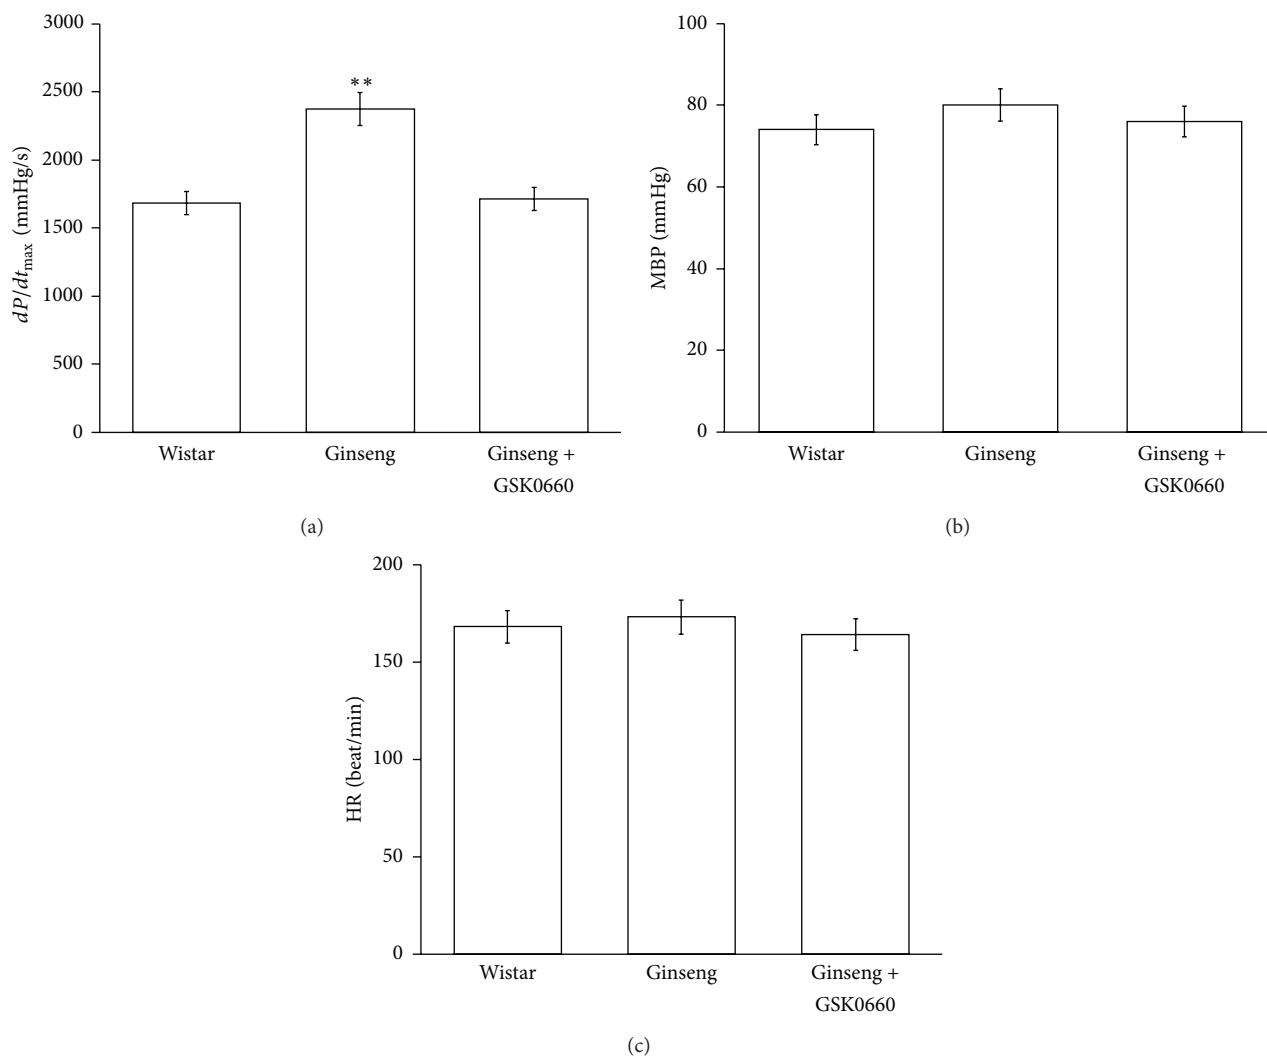 3000
2500
2000
1500
1000
500
0
dP/dtmax (mmHg/s)
**
Wistar
Ginseng
Ginseng +
GSK0660
(a)
100
80
60
40
20
0
MBP (mmHg)
Wistar
Ginseng
Ginseng +
GSK0660
(b)
200
150
100
50
0
HR (beat/min)
Wistar
Ginseng
Ginseng +
GSK0660
(c)